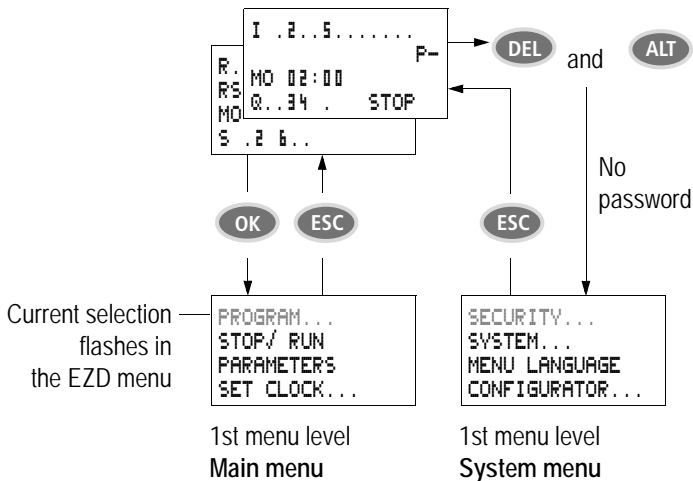 I .2..5.......
P-
MO 02:00
Q..34 . STOP
R.
RS
MO
S .2 6..
DEL
and
ALT
No
password
OK
ESC
ESC
Current selection
flashes in
the EZD menu
PROGRAM...
STOP/ RUN
PARAMETERS
SET CLOCK...
1st menu level
Main menu
SECURITY...
SYSTEM...
MENU LANGUAGE
CONFIGURATOR...
1st menu level
System menu